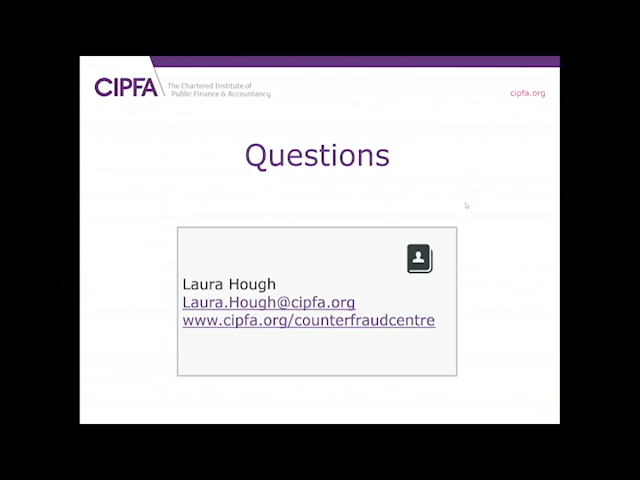 CIPFA
The Chartered Institute of
Public Finance & Accountancy
cipfa.org
Questions
Laura Hough
Laura.Hough@cipfa.org
www.cipfa.org/counterfraudcentre